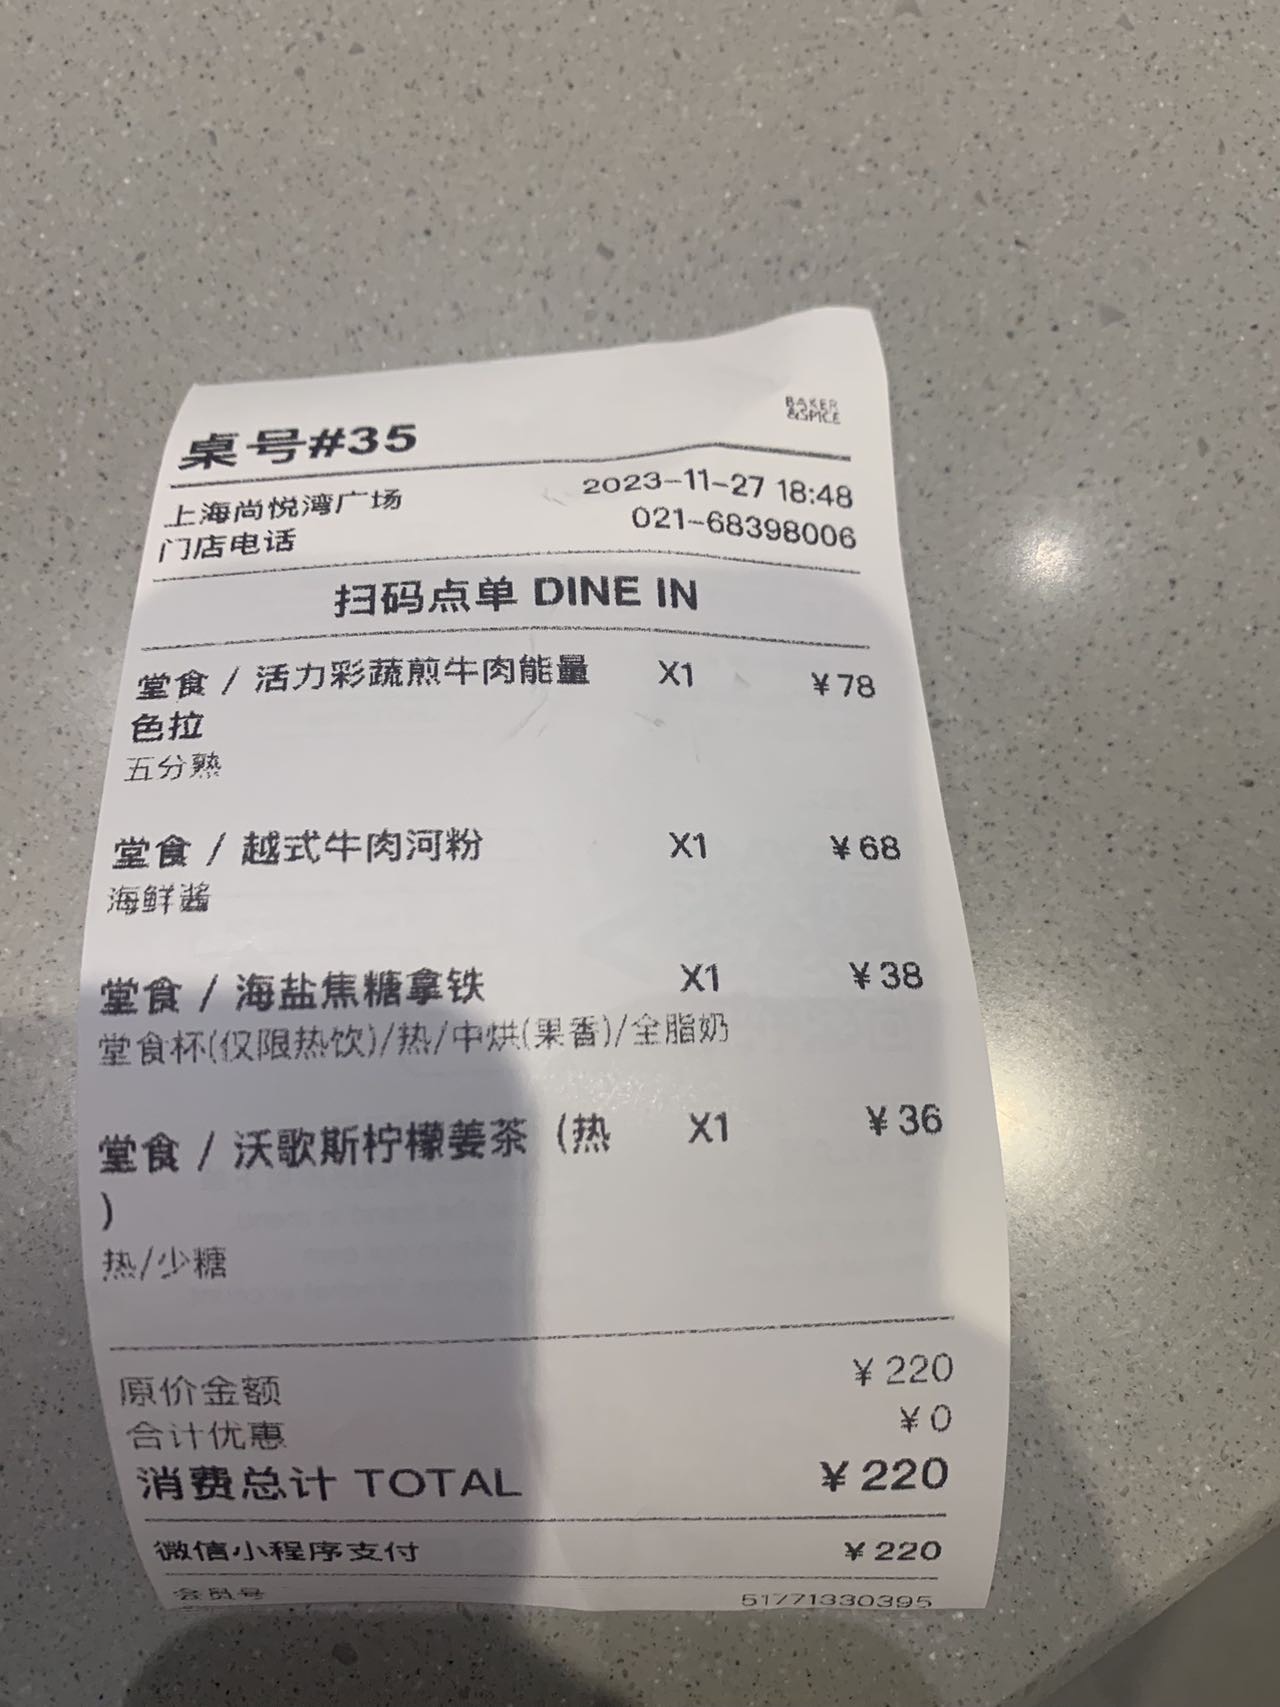 BAKER
&SPICE
桌号#35
上海尚悦湾广场 2023-11-27 18:48
门店电话 021-68398006
扫码点单 DINE IN
堂食 / 活力彩蔬煎牛肉能量 X1 ¥78
色拉
五分熟
堂食 / 越式牛肉河粉 X1 ¥68
海鲜酱
堂食 / 海盐焦糖拿铁 X1 ¥38
堂食杯(仅限热饮)/热/中烘(果香)/全脂奶
堂食 / 沃歌斯柠檬姜茶（热 X1 ¥36
）
热/少糖
原价金额 ¥220
合计优惠 ¥0
消费总计 TOTAL ¥220
微信小程序支付 ¥220
会员号 51771330395